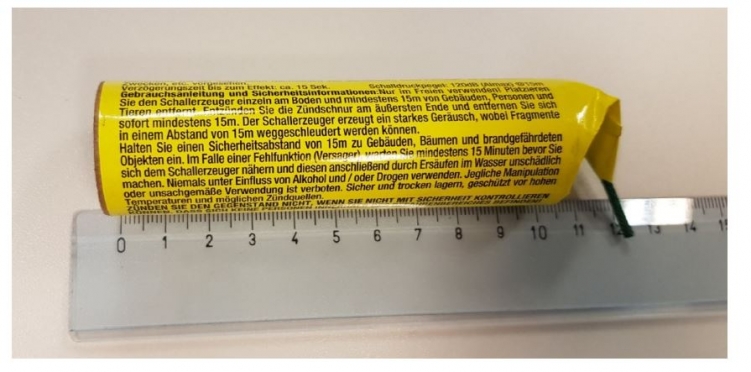 Verzögerungszeit bis zum Effekt: ca. 15 Sek. Schalldruckpegel: 120dB
Gebrauchsanleitung und Sicherheitsinformationen:Nur im Freien verwenden! Platzieren
Sie den Schallerzeuger einzeln am Boden und mindestens 15m von Gebäuden, Personen und
Tieren entfernt. Entzünden Sie die Zündschnur am äußersten Ende und entfernen Sie sich
sofort mindestens 15m. Der Schallerzeuger erzeugt ein starkes Geräusch, wobei Fragmente
in einem Abstand von 15m weggeschleudert werden können.
Halten Sie einen Sicherheitsabstand von 15m zu Gebäuden, Bäumen und brandgefährdeten
Objekten ein. Im Falle einer Fehlfunktion (Versager), warten Sie mindestens 15 Minuten bevor Sie
sich dem Schallerzeuger nähern und diesen anschließend durch Ersäufen im Wasser unschädlich
machen. Niemals unter Einfluss von Alkohol und / oder Drogen verwenden. Jegliche Manipulation
oder unsachgemäße Verwendung ist verboten. Sicher und trocken lagern, geschützt vor hohen
Temperaturen und möglichen Zündquellen.
ZÜNDEN SIE DEN GEGENSTAND NICHT, WENN SIE NICHT MIT SICHERHEIT KONTROLLIEREN
KÖNNEN, DASS SICH KEINE PERSONEN
0 1 2 3 4 5 6 7 8 9 10 11 12 13 14